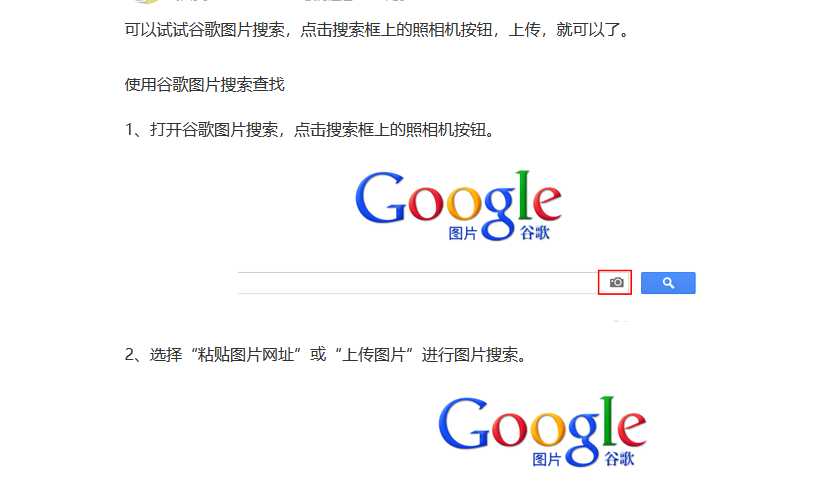 可以试试谷歌图片搜索，点击搜索框上的照相机按钮，上传，就可以了。
使用谷歌图片搜索查找
1、打开谷歌图片搜索，点击搜索框上的照相机按钮。
Google
图片 谷歌
2、选择“粘贴图片网址”或“上传图片”进行图片搜索。
Google
图片 谷歌